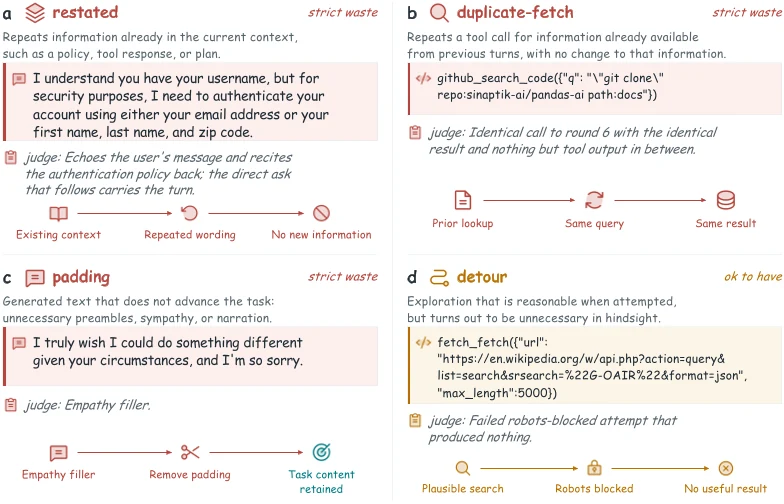 a restated strict waste
Repeats information already in the current context,
such as a policy, tool response, or plan.
I understand you have your username, but for
security purposes, I need to authenticate your
account using either your email address or your
first name, last name, and zip code.
judge: Echoes the user's message and recites
the authentication policy back; the direct ask
that follows carries the turn.
Existing context Repeated wording No new information
b duplicate-fetch strict waste
Repeats a tool call for information already available
from previous turns, with no change to that information.
</> github_search_code({"q": "\"git clone\"
repo:sinaptik-ai/pandas-ai path:docs"})
judge: Identical call to round 6 with the identical
result and nothing but tool output in between.
Prior lookup Same query Same result
c padding strict waste
Generated text that does not advance the task:
unnecessary preambles, sympathy, or narration.
I truly wish I could do something different
given your circumstances, and I'm so sorry.
judge: Empathy filler.
Empathy filler Remove padding Task content
retained
d detour ok to have
Exploration that is reasonable when attempted,
but turns out to be unnecessary in hindsight.
</> fetch_fetch({"url":
"https://en.wikipedia.org/w/api.php?action=query&
list=search&srsearch=%22G-OAIR%22&format=json",
"max_length":5000})
judge: Failed robots-blocked attempt that
produced nothing.
Plausible search Robots blocked No useful result